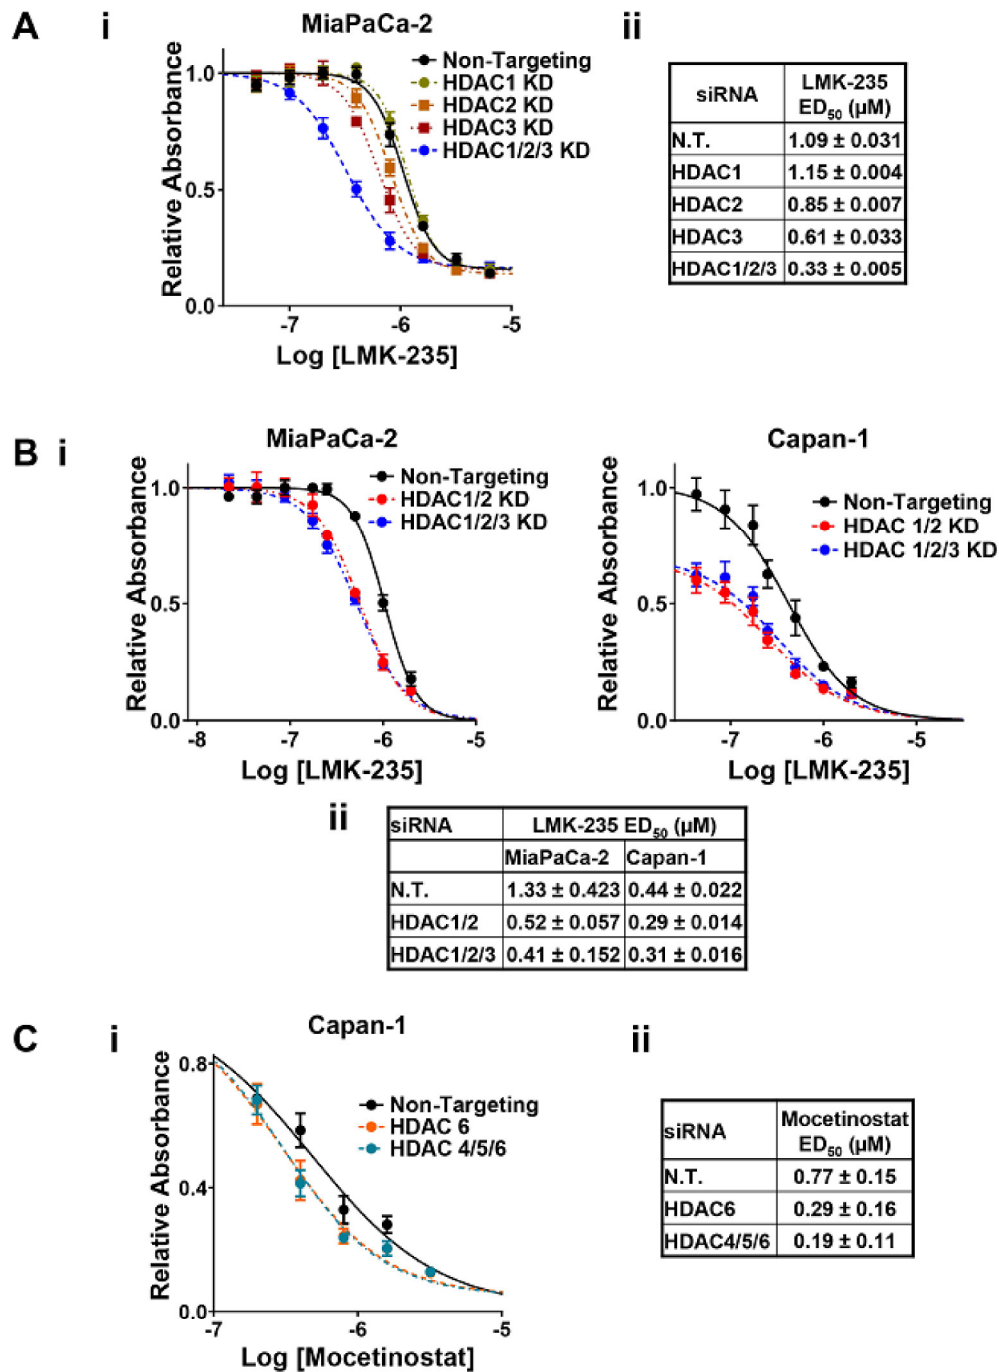 A
i
MiaPaCa-2
ii
Relative Absorbance
1.0
0.5
0.0
Non-Targeting
HDAC1 KD
HDAC2 KD
HDAC3 KD
HDAC1/2/3 KD
-7 -6 -5
Log [LMK-235]
siRNA LMK-235 ED50 (µM)
N.T. 1.09 ± 0.031
HDAC1 1.15 ± 0.004
HDAC2 0.85 ± 0.007
HDAC3 0.61 ± 0.033
HDAC1/2/3 0.33 ± 0.005
B
i
MiaPaCa-2
Relative Absorbance
1.0
0.5
0.0
Non-Targeting
HDAC1/2 KD
HDAC1/2/3 KD
-8 -7 -6 -5
Log [LMK-235]
Capan-1
Relative Absorbance
1.0
0.5
0.0
Non-Targeting
HDAC 1/2 KD
HDAC 1/2/3 KD
-7 -6 -5
Log [LMK-235]
ii
siRNA LMK-235 ED50 (µM)
MiaPaCa-2 Capan-1
N.T. 1.33 ± 0.423 0.44 ± 0.022
HDAC1/2 0.52 ± 0.057 0.29 ± 0.014
HDAC1/2/3 0.41 ± 0.152 0.31 ± 0.016
C
i
Capan-1
Relative Absorbance
0.8
0.4
0.0
Non-Targeting
HDAC 6
HDAC 4/5/6
-7 -6 -5
Log [Mocetinostat]
ii
siRNA Mocetinostat ED50 (µM)
N.T. 0.77 ± 0.15
HDAC6 0.29 ± 0.16
HDAC4/5/6 0.19 ± 0.11